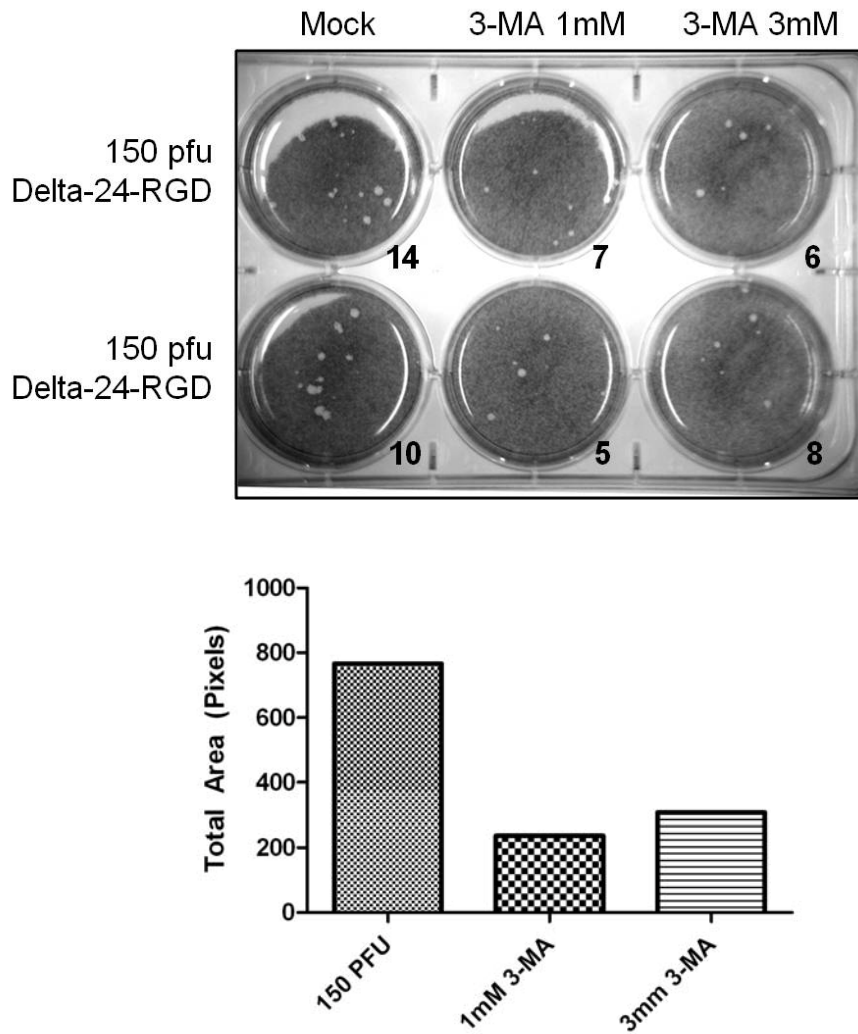 Mock 3-MA 1mM 3-MA 3mM
150 pfu
Delta-24-RGD
14 7 6
150 pfu
Delta-24-RGD
10 5 8
1000
800
600
400
200
0
Total Area (Pixels)
150 PFU
1mM 3-MA
3mm 3-MA